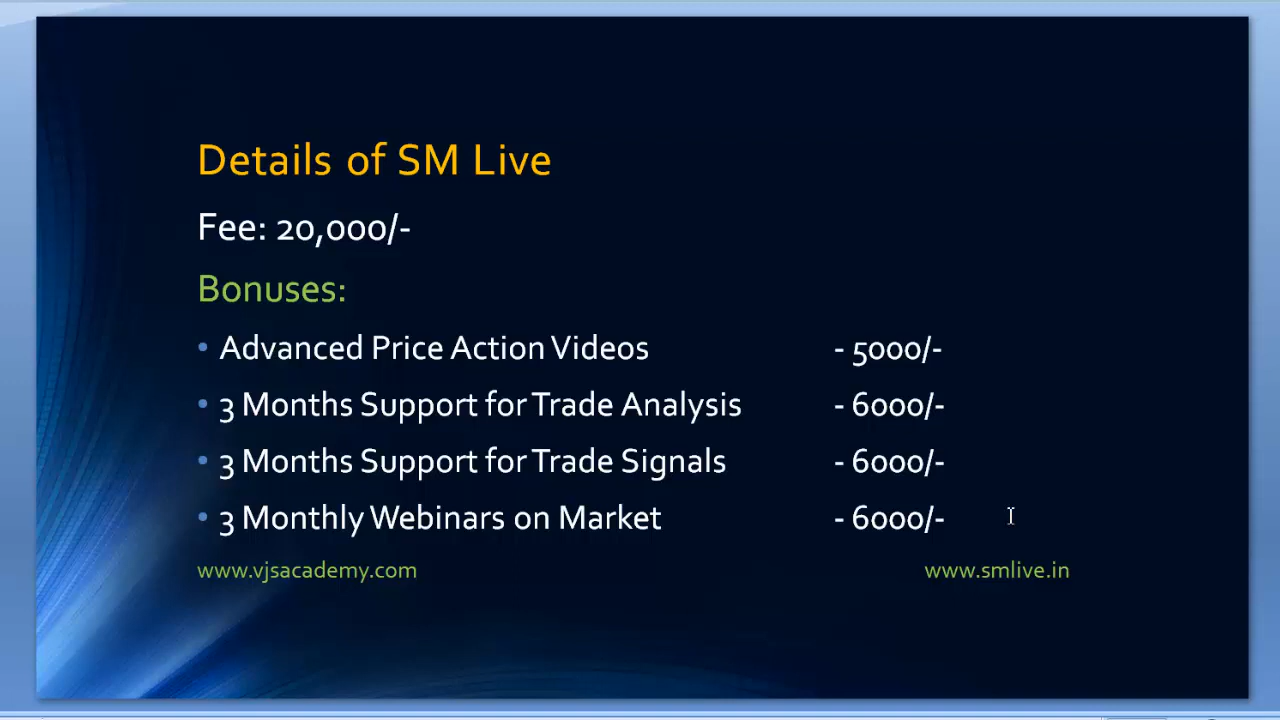 Details of SM Live
Fee: 20,000/-
Bonuses:
• Advanced Price Action Videos - 5000/-
• 3 Months Support for Trade Analysis - 6000/-
• 3 Months Support for Trade Signals - 6000/-
• 3 Monthly Webinars on Market - 6000/-
www.vjsacademy.com www.smlive.in